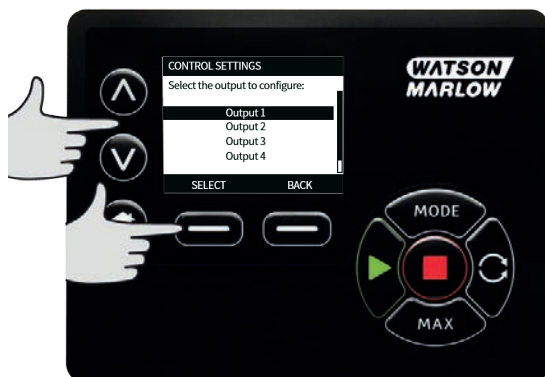 CONTROL SETTINGS
Select the output to configure:
Output 1
Output 2
Output 3
Output 4
SELECT BACK
WATSON
MARLOW
MODE
MAX